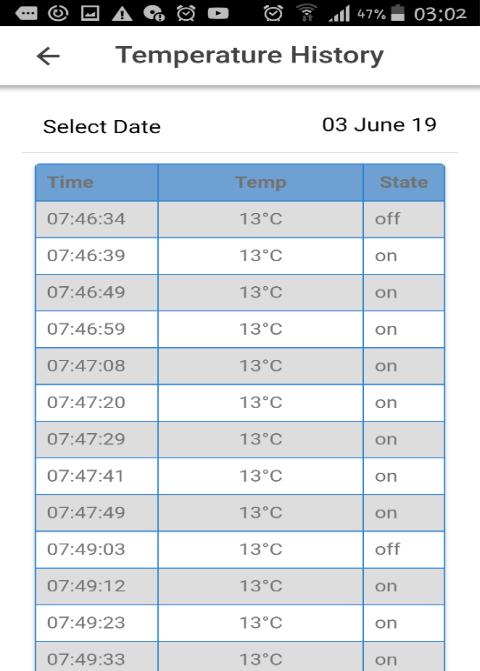 47% 03:02
Temperature History
Select Date 03 June 19
Time Temp State
07:46:34 13°C off
07:46:39 13°C on
07:46:49 13°C on
07:46:59 13°C on
07:47:08 13°C on
07:47:20 13°C on
07:47:29 13°C on
07:47:41 13°C on
07:47:49 13°C on
07:49:03 13°C off
07:49:12 13°C on
07:49:23 13°C on
07:49:33 13°C on